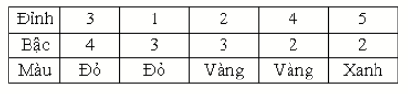 Đỉnh 3 1 2 4 5
Bậc 4 3 3 2 2
Màu Đỏ Đỏ Vàng Vàng Xanh